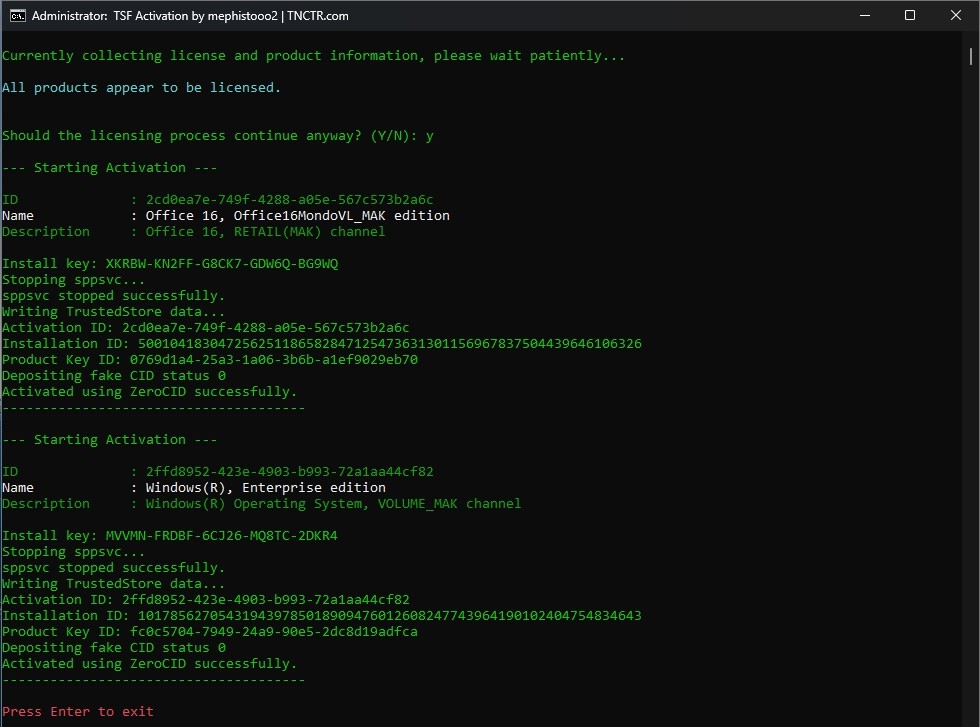 Administrator: TSF Activation by mephistooo2 | TNCTR.com
Currently collecting license and product information, please wait patiently...
All products appear to be licensed.
Should the licensing process continue anyway? (Y/N): y
--- Starting Activation ---
ID : 2cd0ea7e-749f-4288-a05e-567c573b2a6c
Name : Office 16, Office16MondoVL_MAK edition
Description : Office 16, RETAIL(MAK) channel
Install key: XKRBW-KN2FF-G8CK7-GDW6Q-BG9WQ
Stopping sppsvc...
sppsvc stopped successfully.
Writing TrustedStore data...
Activation ID: 2cd0ea7e-749f-4288-a05e-567c573b2a6c
Installation ID: 500104183047256251186582847125473631301156967837504439646106326
Product Key ID: 0769d1a4-25a3-1a06-3b6b-a1ef9029eb70
Depositing fake CID status 0
Activated using ZeroCID successfully.
--------------------------------------
--- Starting Activation ---
ID : 2ffd8952-423e-4903-b993-72a1aa44cf82
Name : Windows(R), Enterprise edition
Description : Windows(R) Operating System, VOLUME_MAK channel
Install key: MVVMN-FRDBF-6CJ26-MQ8TC-2DKR4
Stopping sppsvc...
sppsvc stopped successfully.
Writing TrustedStore data...
Activation ID: 2ffd8952-423e-4903-b993-72a1aa44cf82
Installation ID: 101785627054319439785018909476012608247743964190102404754834643
Product Key ID: fc0c5704-7949-24a9-90e5-2dc8d19adfca
Depositing fake CID status 0
Activated using ZeroCID successfully.
--------------------------------------
Press Enter to exit